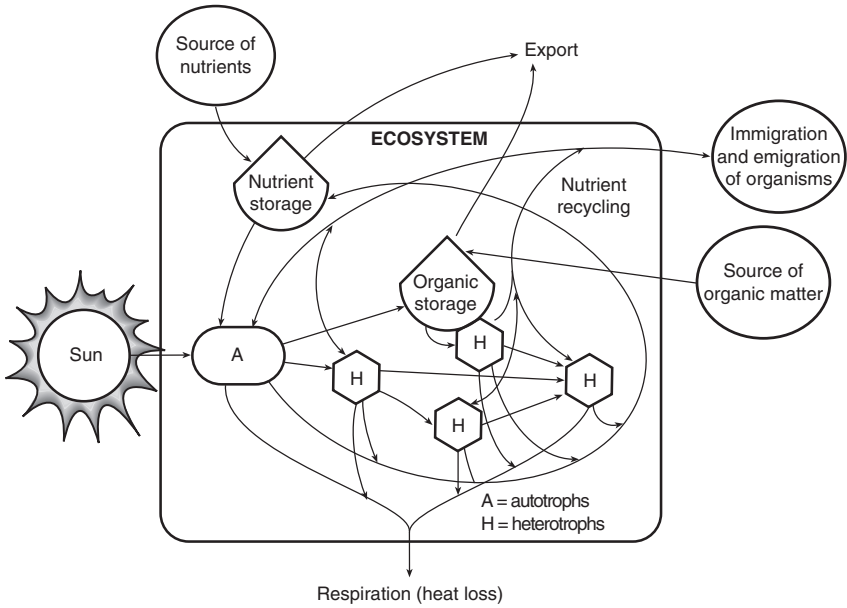 Source of
nutrients
Export
ECOSYSTEM
Immigration
and emigration
of organisms
Nutrient
storage
Nutrient
recycling
Organic
storage
Source of
organic matter
Sun
A
H
H
H
H
A = autotrophs
H = heterotrophs
Respiration (heat loss)